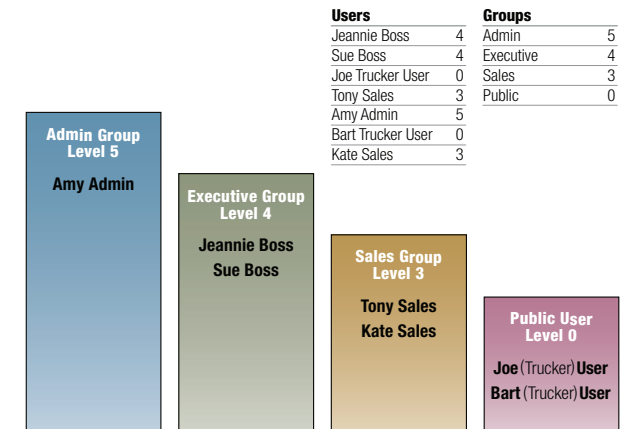 Users
Jeannie Boss 4
Sue Boss 4
Joe Trucker User 0
Tony Sales 3
Amy Admin 5
Bart Trucker User 0
Kate Sales 3
Groups
Admin 5
Executive 4
Sales 3
Public 0
Admin Group
Level 5
Amy Admin
Executive Group
Level 4
Jeannie Boss
Sue Boss
Sales Group
Level 3
Tony Sales
Kate Sales
Public User
Level 0
Joe (Trucker) User
Bart (Trucker) User